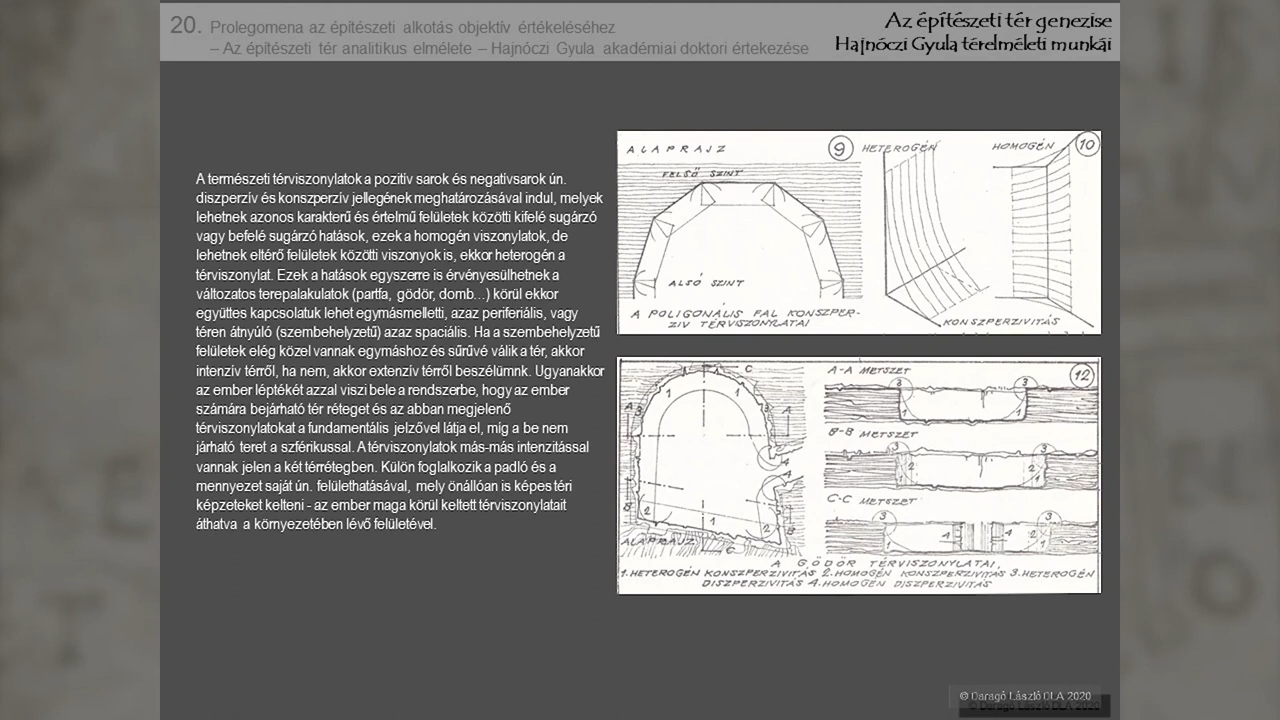 20. Prolegomena az építészeti alkotás objektív értékeléséhez
– Az építészeti tér analitikus elmélete – Hajnóczi Gyula akadémiai doktori értekezése
Az építészeti tér genezise
Hajnóczi Gyula térelméleti munkái
A természeti térviszonylatok a pozitív sarok és negatívsarok ún.
diszperzív és konszperzív jellegének meghatározásával indul, melyek
lehetnek azonos karakterű és értelmű felületek közötti kifelé sugárzó
vagy befelé sugárzó hatások, ezek a homogén viszonylatok, de
lehetnek eltérő felületek közötti viszonyok is, ekkor heterogén a
térviszonylat. Ezek a hatások egyszerre is érvényesülhetnek a
változatos terepalakulatok (partfa, gödör, domb...) körül ekkor
együttes kapcsolatuk lehet egymásmelletti, azaz periferiális, vagy
téren átnyúló (szembehelyzetű) azaz spaciális. Ha a szembehelyzetű
felületek elég közel vannak egymáshoz és sűrűvé válik a tér, akkor
intenzív térről, ha nem, akkor extenzív térről beszélümnk. Ugyanakkor
az ember léptékét azzal viszi bele a rendszerbe, hogy az ember
számára bejárható tér réteget és az abban megjelenő
térviszonylatokat a fundamentális jelzővel látja el, míg a be nem
járható teret a szférikussal. A térviszonylatok más-más intenzitással
vannak jelen a két térrétegben. Külön foglalkozik a padló és a
mennyezet saját ún. felülethatásával, mely önállóan is képes téri
képzeteket kelteni - az ember maga körül keltett térviszonylatait
áthatva a környezetében lévő felületével.
ALAPRAJZ
9
FELSŐ SZINT
ALSÓ SZINT
A POLIGONÁLIS FAL KONSZPER-
ZIV TÉRVISZONYLATAI
HETEROGÉN
HOMOGÉN
10
KONSZPERZIVITÁS
ALAPRAJZ
A-A METSZET
12
B-B METSZET
C-C METSZET
A GÖDÖR TÉRVISZONYLATAI,
1. HETEROGÉN KONSZPERZIVITÁS 2. HOMOGÉN KONSZPERZIVITÁS 3. HETEROGÉN
DISZPERZIVITÁS 4. HOMOGÉN DISZPERZIVITÁS
© Daragó László DLA 2020